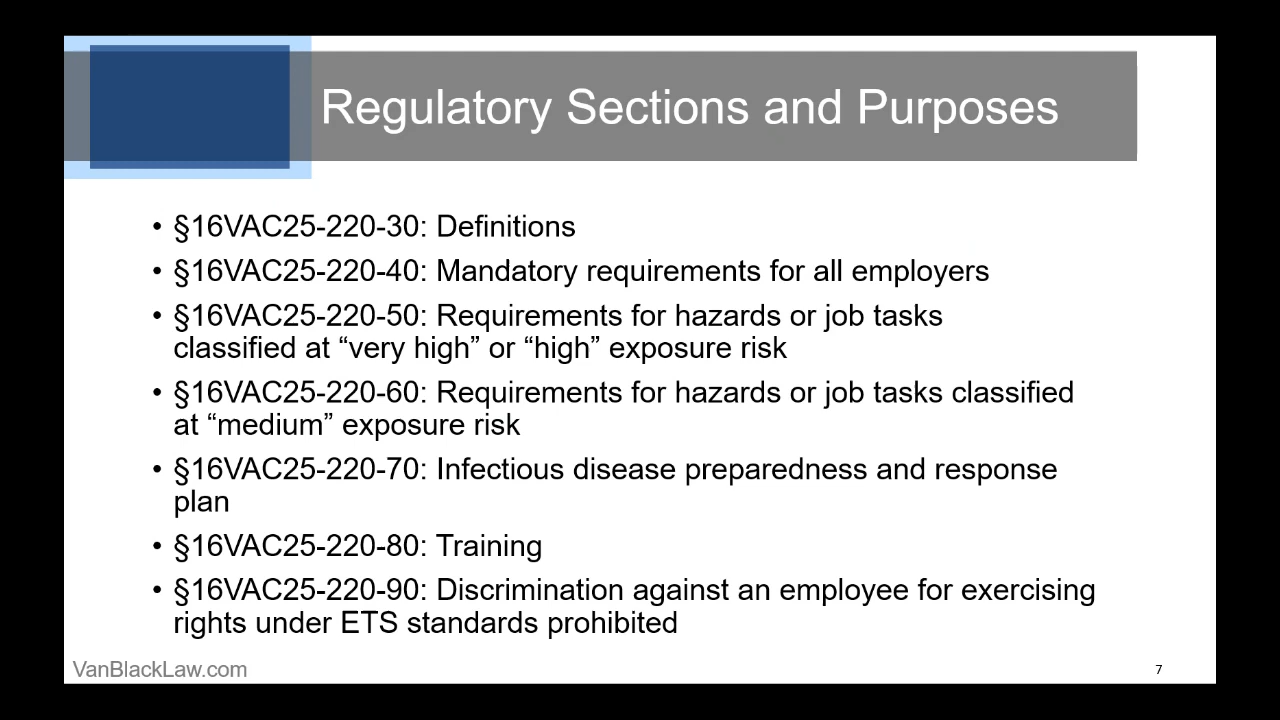 Regulatory Sections and Purposes
• §16VAC25-220-30: Definitions
• §16VAC25-220-40: Mandatory requirements for all employers
• §16VAC25-220-50: Requirements for hazards or job tasks
classified at “very high” or “high” exposure risk
• §16VAC25-220-60: Requirements for hazards or job tasks classified
at “medium” exposure risk
• §16VAC25-220-70: Infectious disease preparedness and response
plan
• §16VAC25-220-80: Training
• §16VAC25-220-90: Discrimination against an employee for exercising
rights under ETS standards prohibited
VanBlackLaw.com
7